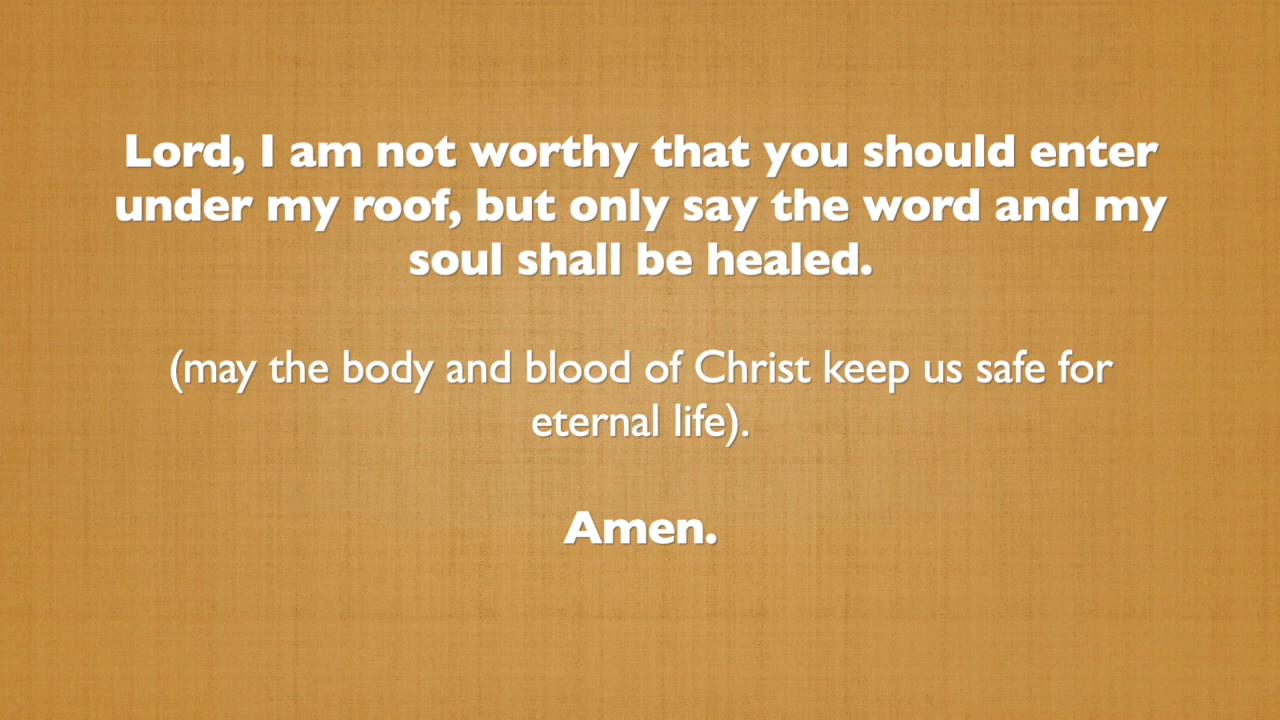 Lord, I am not worthy that you should enter
under my roof, but only say the word and my
soul shall be healed.
(may the body and blood of Christ keep us safe for
eternal life).
Amen.